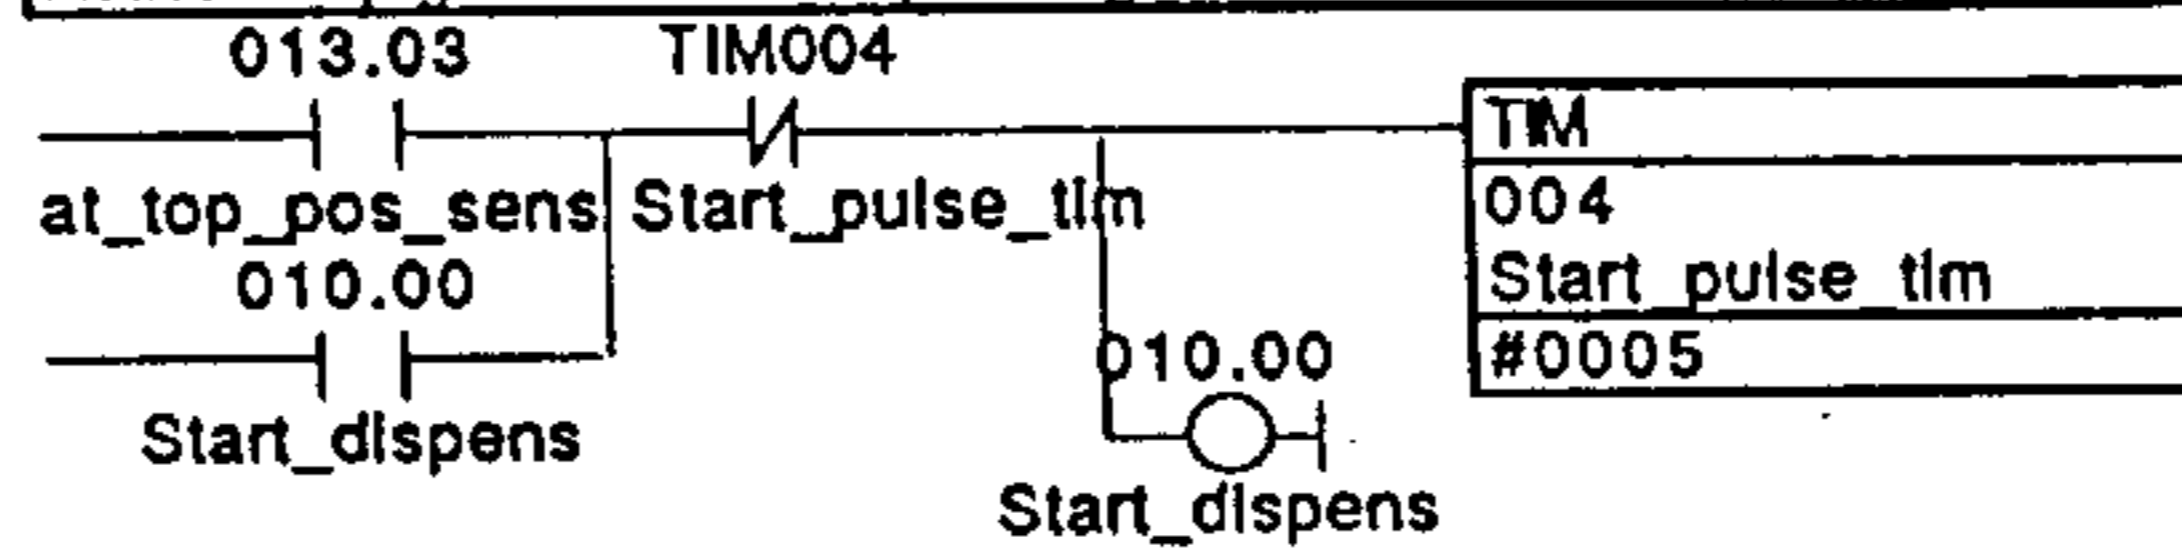 013.03 TIM004
TIM
at_top_pos_sens Start_pulse_tim
004
010.00
Start_pulse_tim
010.00
#0005
Start_dispens
Start_dispens